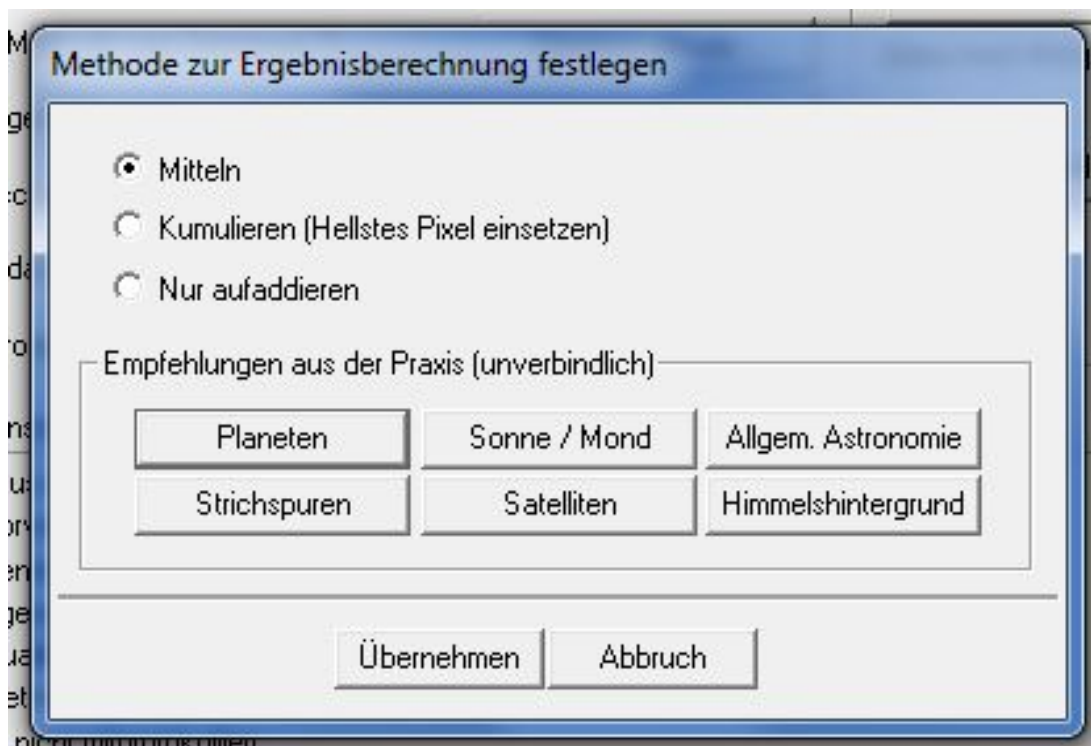 Methode zur Ergebnisberechnung festlegen
Mitteln
Kumulieren (Hellstes Pixel einsetzen)
Nur aufaddieren
Empfehlungen aus der Praxis (unverbindlich)
Planeten
Sonne / Mond
Allgem. Astronomie
Strichspuren
Satelliten
Himmelshintergrund
Übernehmen
Abbruch